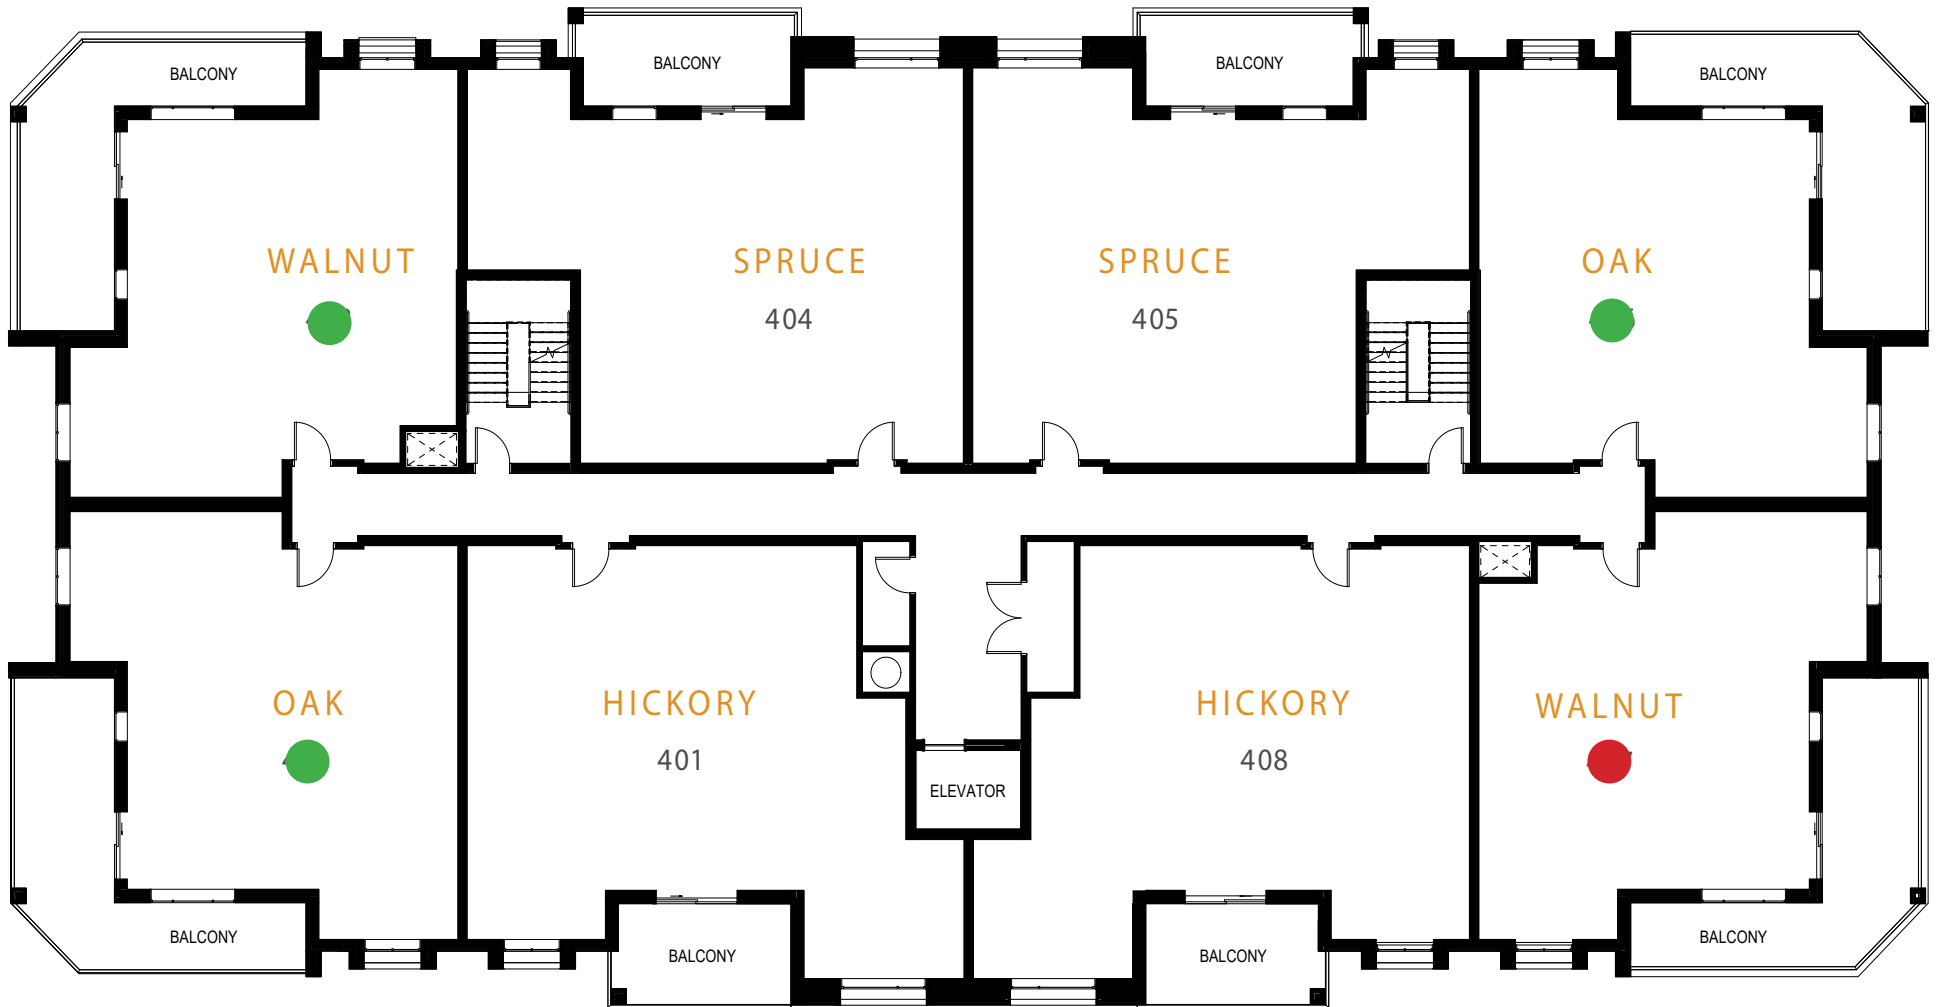 BALCONY
BALCONY
BALCONY
BALCONY
WALNUT
SPRUCE
SPRUCE
OAK
404
405
OAK
HICKORY
HICKORY
WALNUT
401
408
ELEVATOR
BALCONY
BALCONY
BALCONY
BALCONY